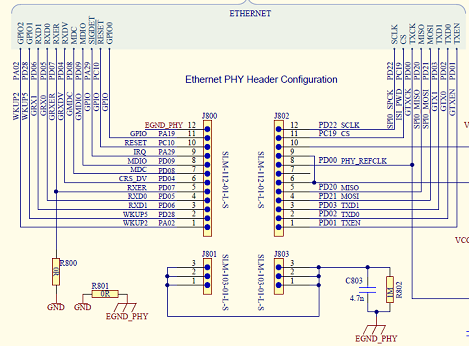 ETHERNET
GPIO2 GPIO1 RXD1 RXD0 RXER RXDV MDC MDIO SIGDET RESET GPIO0
SCLK CS TXCK MISO MOSI TXD1 TXD0 TXEN
PA02 PD28 PD06 PD05 PD07 PD04 PD08 PD09 PA29 PC10
PD22 PC19 PD00 PD20 PD21 PD03 PD02 PD01
WKUP2 WKUP5 GRX1 GRX0 GRXER GRXDV GMDC GMDIO GPIO GPIO
SPI0_SPCK ISI_PWD GTXCK SPI0_MISO SPI0_MOSI GTX1 GTX0 GTXEN
Ethernet PHY Header Configuration
J800
J802
EGND_PHY 12
GPIO PA19 11
RESET PC10 10
IRQ PA29 9
MDIO PD09 8
MDC PD08 7
CRS_DV PD04 6
RXER PD07 5
RXD0 PD05 4
RXD1 PD06 3
WKUP5 PD28 2
WKUP2 PA02 1
SLM-112-01-L-S
12 PD22 SCLK
11 PC19 CS
10
9
8 PD00 PHY_REFCLK
7
6
5 PD20 MISO
4 PD21 MOSI
3 PD03 TXD1
2 PD02 TXD0
1 PD01 TXEN
SLM-112-01-L-S
J801
3
2
1
SLM-103-01-L-S
J803
3
2
1
SLM-103-01-L-S
R800
0R
GND
R801
0R
GND
EGND_PHY
C803
4.7n
R802
1M
EGND_PHY
VCC